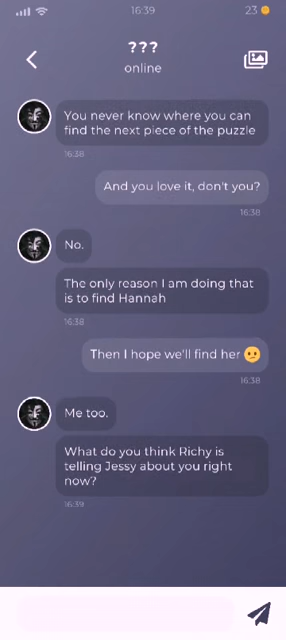 16:39
23
???
online
You never know where you can
find the next piece of the puzzle
16:38
And you love it, don't you?
16:38
No.
The only reason I am doing that
is to find Hannah
16:38
Then I hope we'll find her 😕
16:38
Me too.
What do you think Richy is
telling Jessy about you right
now?
16:39